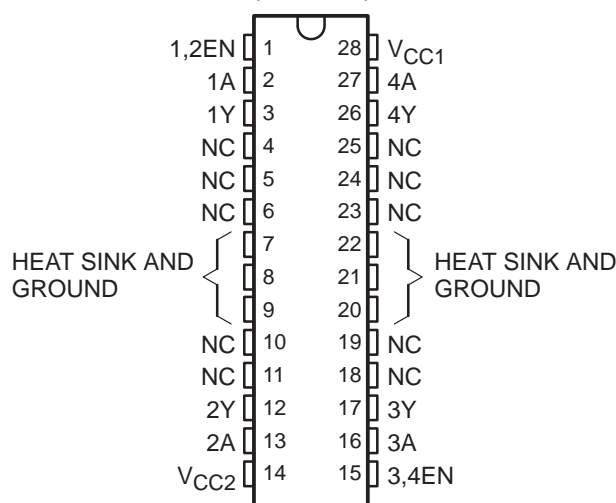 1,2EN 1 28 VCC1
1A 2 27 4A
1Y 3 26 4Y
NC 4 25 NC
NC 5 24 NC
NC 6 23 NC
7 22
HEAT SINK AND HEAT SINK AND
8 21
GROUND GROUND
9 20
NC 10 19 NC
NC 11 18 NC
2Y 12 17 3Y
2A 13 16 3A
VCC2 14 15 3,4EN